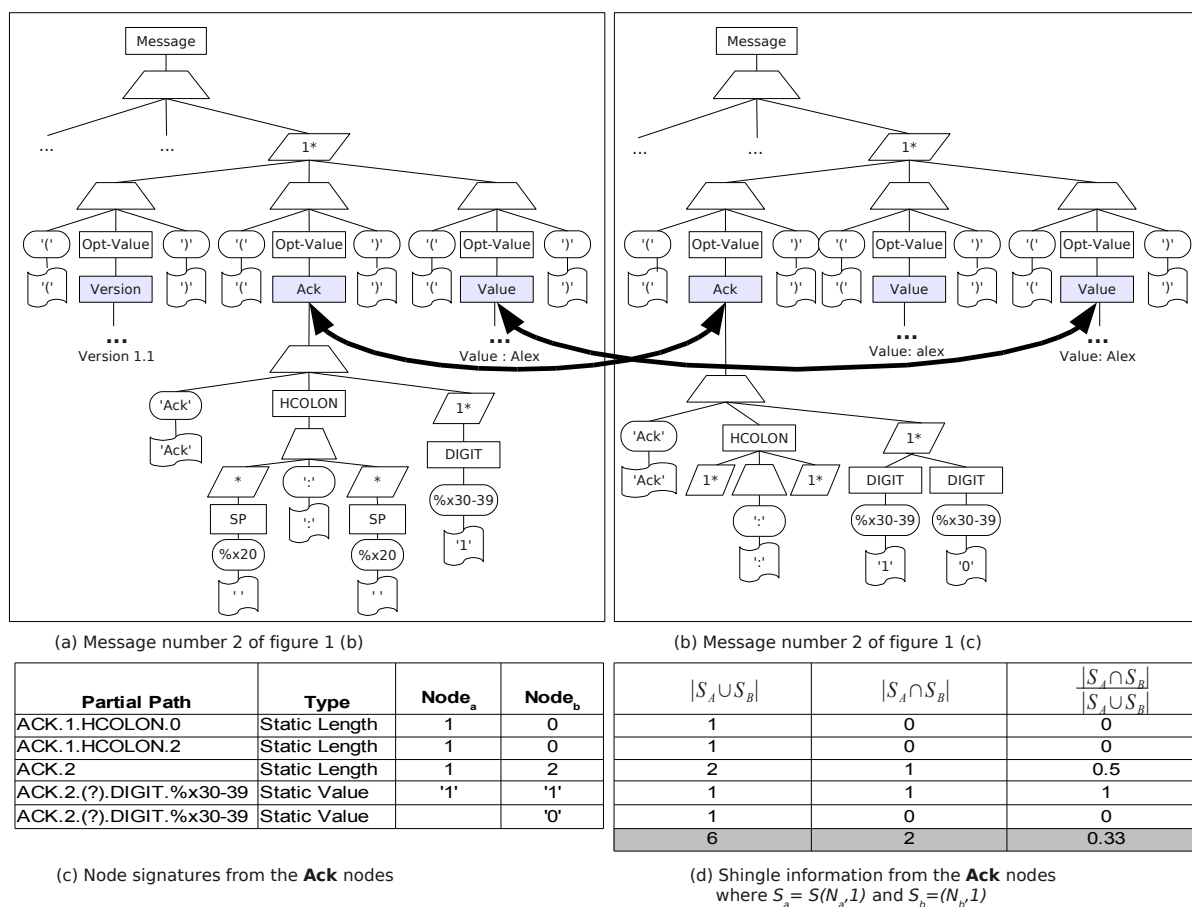 Message
... ... 1*
'(' Opt-Value ')' '(' Opt-Value ')' '(' Opt-Value ')'
'(' Version ')' '(' Ack ')' '(' Value ')'
... ...
Version 1.1 Value : Alex
'Ack' HCOLON 1*
'Ack' DIGIT
* ':' * %x30-39
SP ':' SP '1'
%x20 %x20
' ' ' '
Message
... ... 1*
'(' Opt-Value ')' '(' Opt-Value ')' '(' Opt-Value ')'
'(' Ack ')' '(' Value ')' '(' Value ')'
... ...
Value: alex Value: Alex
'Ack' HCOLON 1*
'Ack' 1* 1* DIGIT DIGIT
':' %x30-39 %x30-39
':' '1' '0'
(a) Message number 2 of figure 1 (b)
(b) Message number 2 of figure 1 (c)
Partial Path Type Node_a Node_b
ACK.1.HCOLON.0 Static Length 1 0
ACK.1.HCOLON.2 Static Length 1 0
ACK.2 Static Length 1 2
ACK.2.(?).DIGIT.%x30-39 Static Value '1' '1'
ACK.2.(?).DIGIT.%x30-39 Static Value '0'
|S_A∪S_B| |S_A∩S_B| |S_A∩S_B| / |S_A∪S_B|
1 0 0
1 0 0
2 1 0.5
1 1 1
1 0 0
6 2 0.33
(c) Node signatures from the Ack nodes
(d) Shingle information from the Ack nodes
where S_a= S(N_a,1) and S_b=(N_b,1)